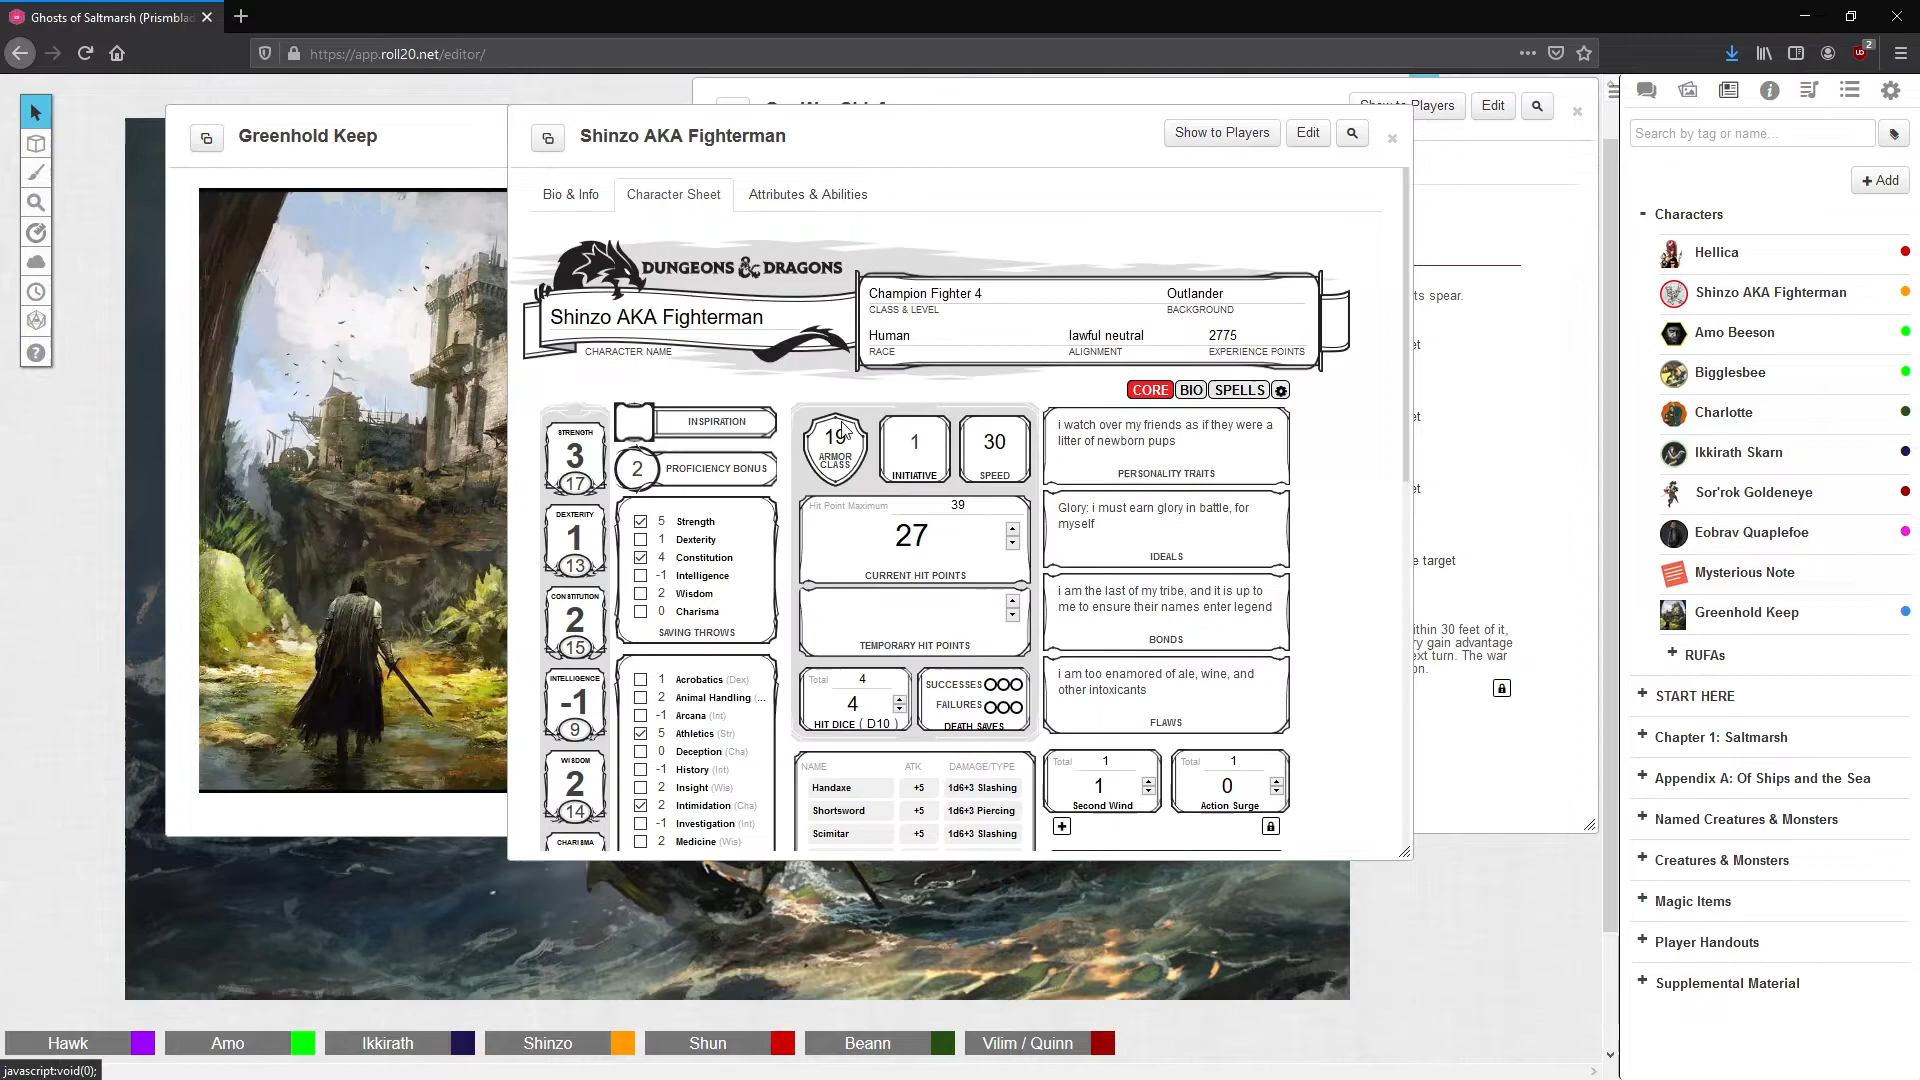 Ghosts of Saltmarsh (Prismblad
https://app.roll20.net/editor/
2
Greenhold Keep
Show to Players
Edit
Shinzo AKA Fighterman
Show to Players
Edit
Bio & Info
Character Sheet
Attributes & Abilities
DUNGEONS & DRAGONS
Shinzo AKA Fighterman
CHARACTER NAME
Champion Fighter 4
Outlander
CLASS & LEVEL
BACKGROUND
Human
lawful neutral
2775
RACE
ALIGNMENT
EXPERIENCE POINTS
CORE
BIO
SPELLS
STRENGTH
3
17
DEXTERITY
1
13
CONSTITUTION
2
15
INTELLIGENCE
-1
9
WISDOM
2
14
CHARISMA
INSPIRATION
2
PROFICIENCY BONUS
5 Strength
1 Dexterity
4 Constitution
-1 Intelligence
2 Wisdom
0 Charisma
SAVING THROWS
1 Acrobatics (Dex)
2 Animal Handling (...
-1 Arcana (Int)
5 Athletics (Str)
0 Deception (Cha)
-1 History (Int)
2 Insight (Wis)
2 Intimidation (Cha)
-1 Investigation (Int)
2 Medicine (Wis)
19
ARMOR
CLASS
1
INITIATIVE
30
SPEED
Hit Point Maximum
39
27
CURRENT HIT POINTS
TEMPORARY HIT POINTS
Total
4
4
HIT DICE ( D10 )
SUCCESSES
FAILURES
DEATH SAVES
NAME
ATK
DAMAGE/TYPE
Handaxe
+5
1d6+3 Slashing
Shortsword
+5
1d6+3 Piercing
Scimitar
+5
1d6+3 Slashing
i watch over my friends as if they were a
litter of newborn pups
PERSONALITY TRAITS
Glory: i must earn glory in battle, for
myself
IDEALS
i am the last of my tribe, and it is up to
me to ensure their names enter legend
BONDS
i am too enamored of ale, wine, and
other intoxicants
FLAWS
Total
1
1
Second Wind
Total
1
0
Action Surge
ts spear.
et
et
et
e target
ithin 30 feet of it,
ry gain advantage
ext turn. The war
on.
Search by tag or name...
Add
Characters
Hellica
Shinzo AKA Fighterman
Amo Beeson
Bigglesbee
Charlotte
Ikkirath Skarn
Sor'rok Goldeneye
Eobrav Quaplefoe
Mysterious Note
Greenhold Keep
RUFAs
START HERE
Chapter 1: Saltmarsh
Appendix A: Of Ships and the Sea
Named Creatures & Monsters
Creatures & Monsters
Magic Items
Player Handouts
Supplemental Material
Hawk
Amo
Ikkirath
Shinzo
Shun
Beann
Vilim / Quinn
javascript:void(0);